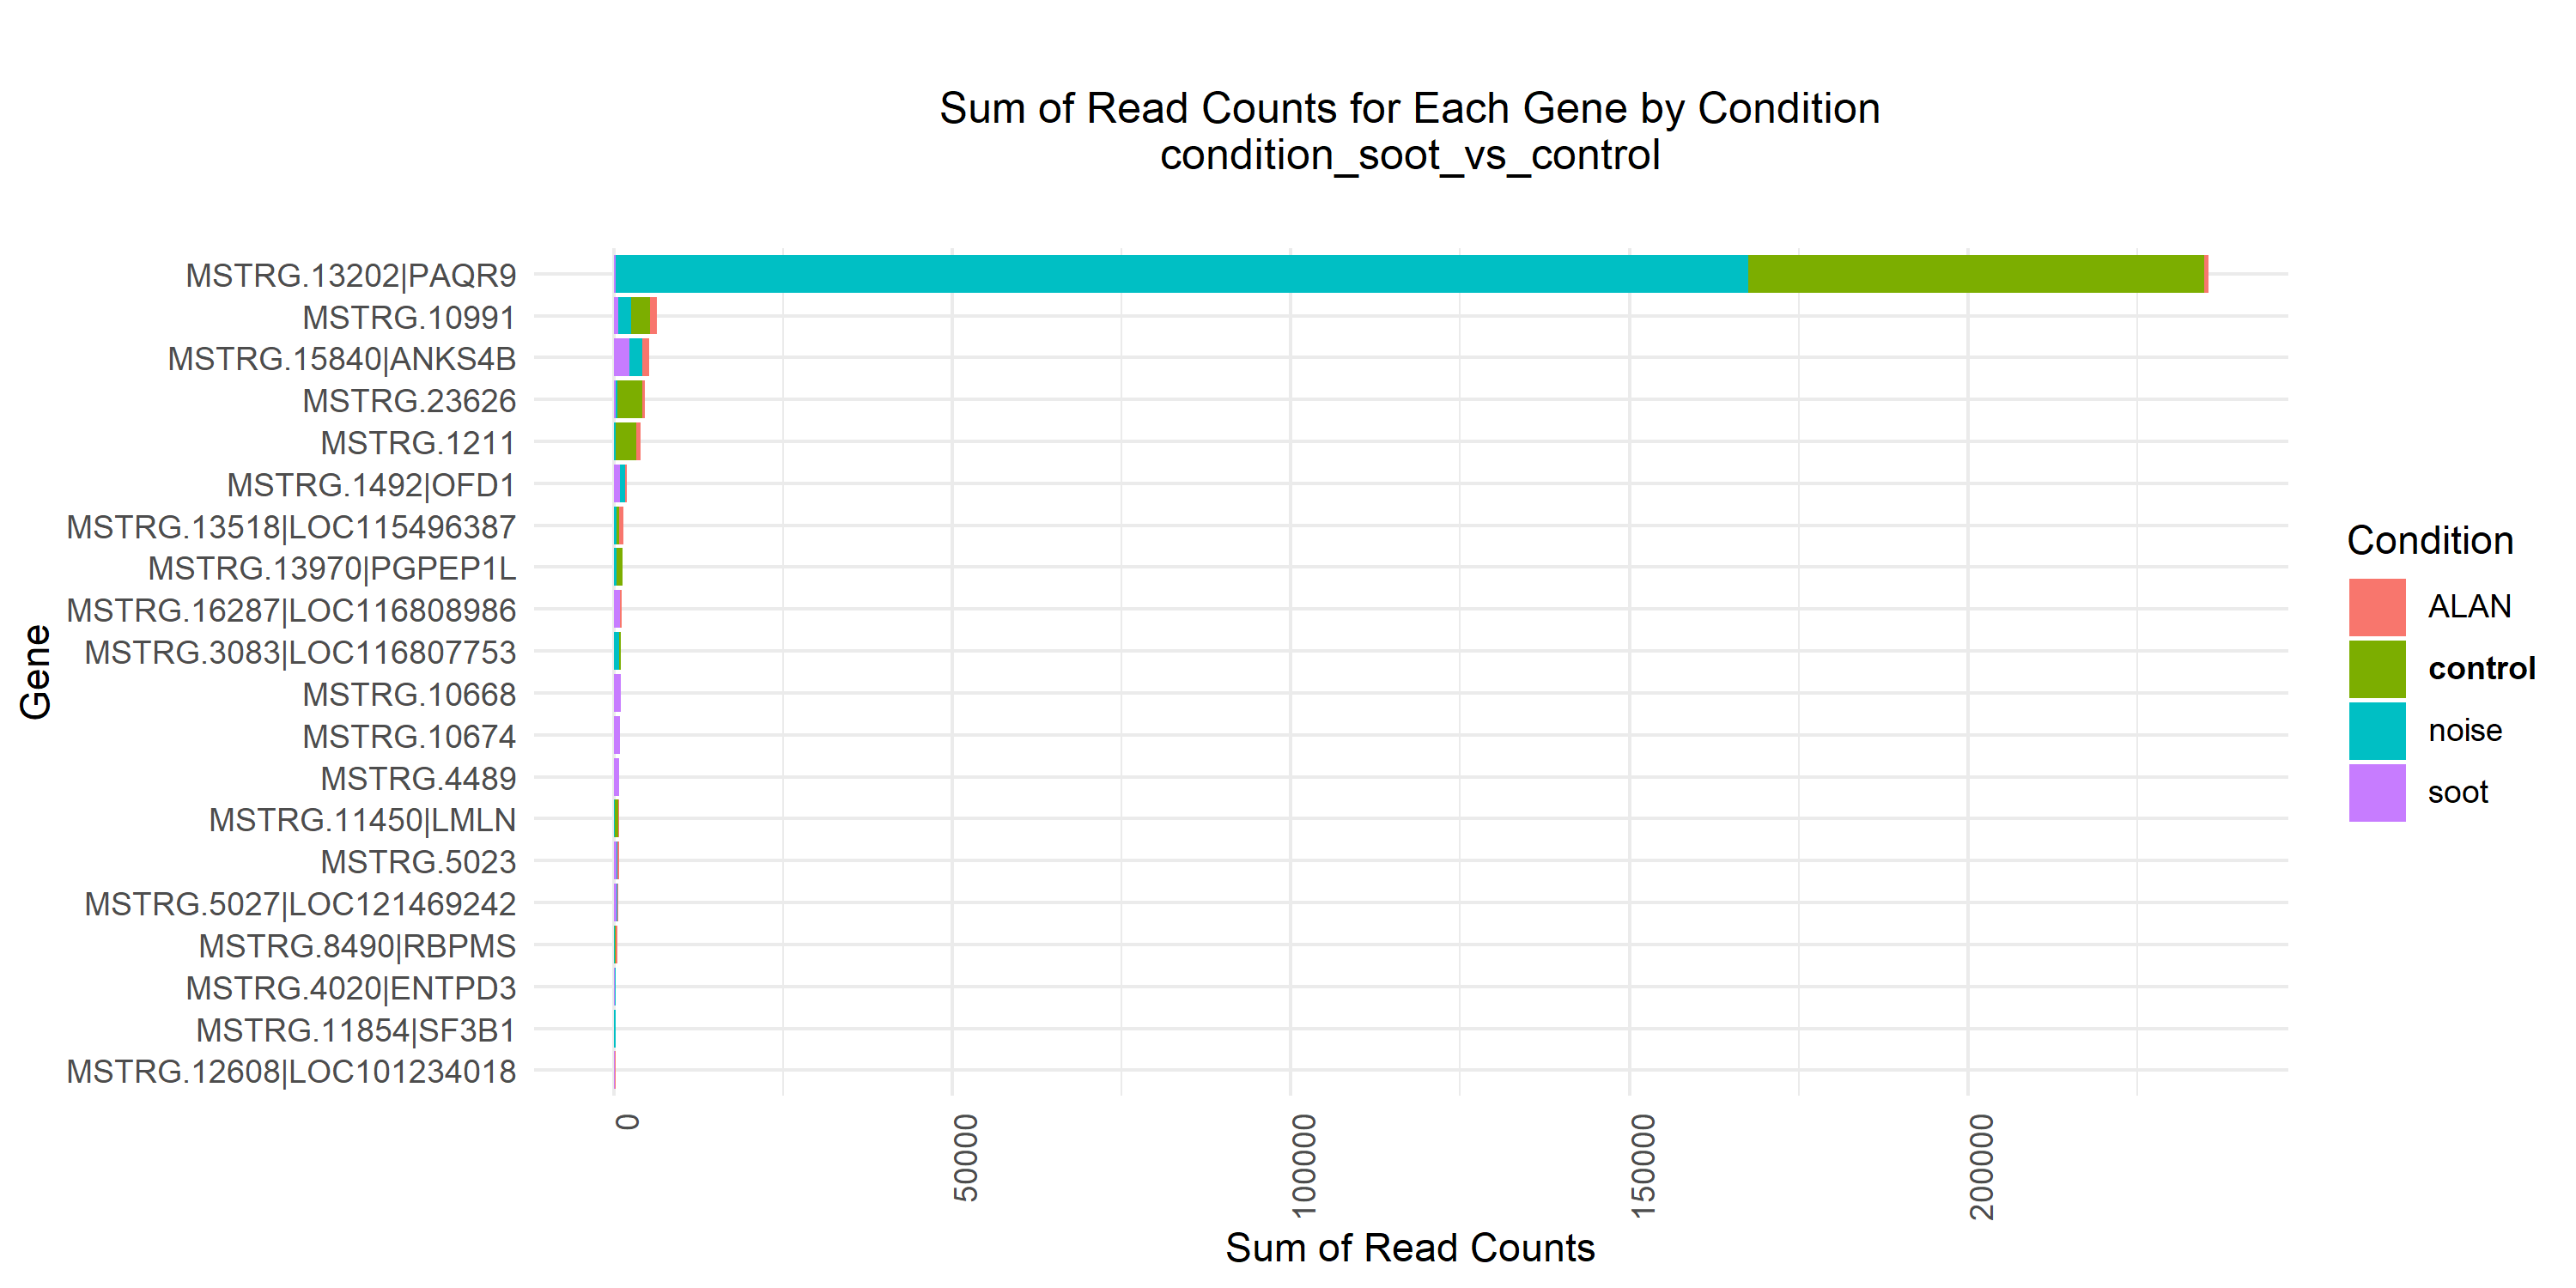 Sum of Read Counts for Each Gene by Condition
condition_soot_vs_control
Gene
MSTRG.13202|PAQR9
MSTRG.10991
MSTRG.15840|ANKS4B
MSTRG.23626
MSTRG.1211
MSTRG.1492|OFD1
MSTRG.13518|LOC115496387
MSTRG.13970|PGPEP1L
MSTRG.16287|LOC116808986
MSTRG.3083|LOC116807753
MSTRG.10668
MSTRG.10674
MSTRG.4489
MSTRG.11450|LMLN
MSTRG.5023
MSTRG.5027|LOC121469242
MSTRG.8490|RBPMS
MSTRG.4020|ENTPD3
MSTRG.11854|SF3B1
MSTRG.12608|LOC101234018
0
50000
100000
150000
200000
Sum of Read Counts
Condition
ALAN
control
noise
soot